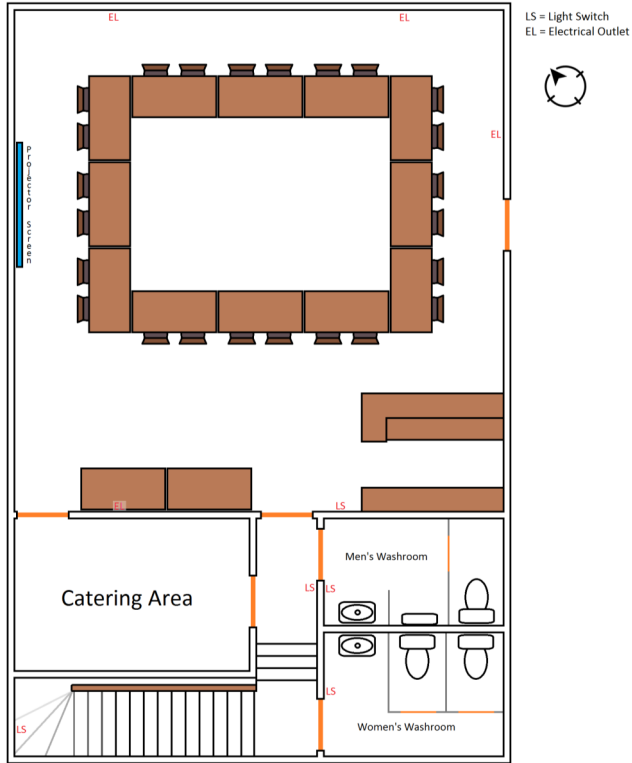 EL
EL
LS = Light Switch
EL = Electrical Outlet
EL
Projector Screen
EL
LS
Men's Washroom
Catering Area
LS
LS
LS
LS
Women's Washroom